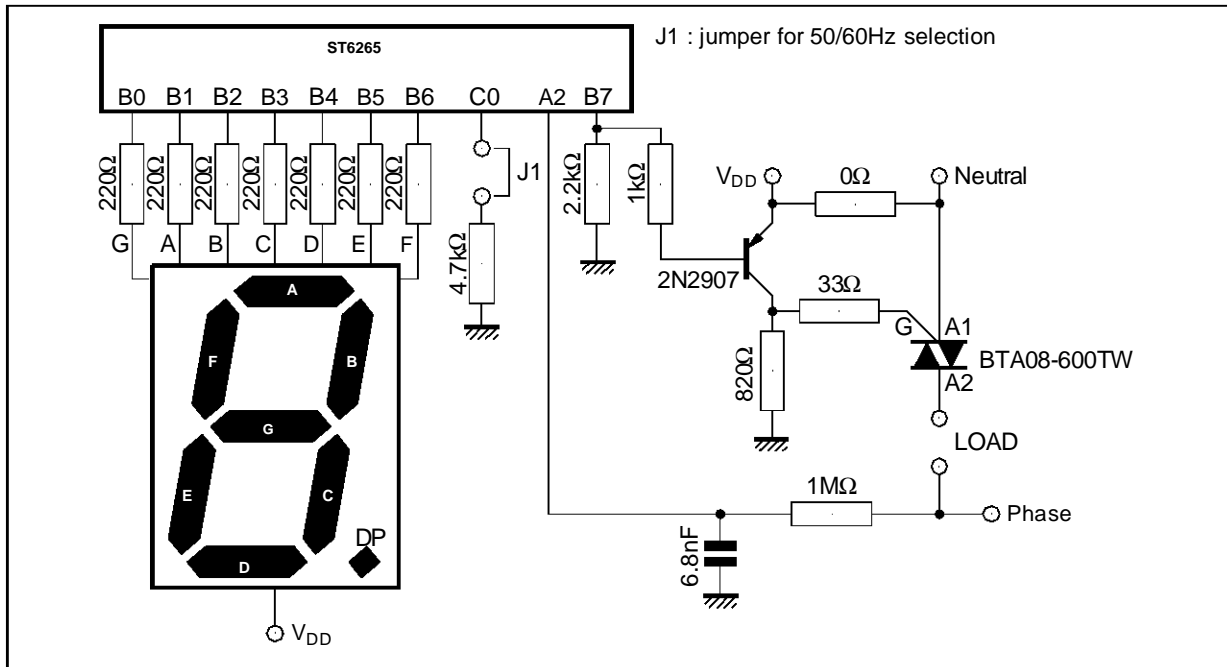 ST6265
J1 : jumper for 50/60Hz selection
B0 B1 B2 B3 B4 B5 B6 C0 A2 B7
220Ω 220Ω 220Ω 220Ω 220Ω 220Ω 220Ω
J1
2.2kΩ
1kΩ
VDD
0Ω
Neutral
G A B C D E F
4.7kΩ
2N2907
33Ω
G
A1
A2
BTA08-600TW
820Ω
LOAD
A
F
B
G
E
C
D
DP
1MΩ
Phase
6.8nF
VDD